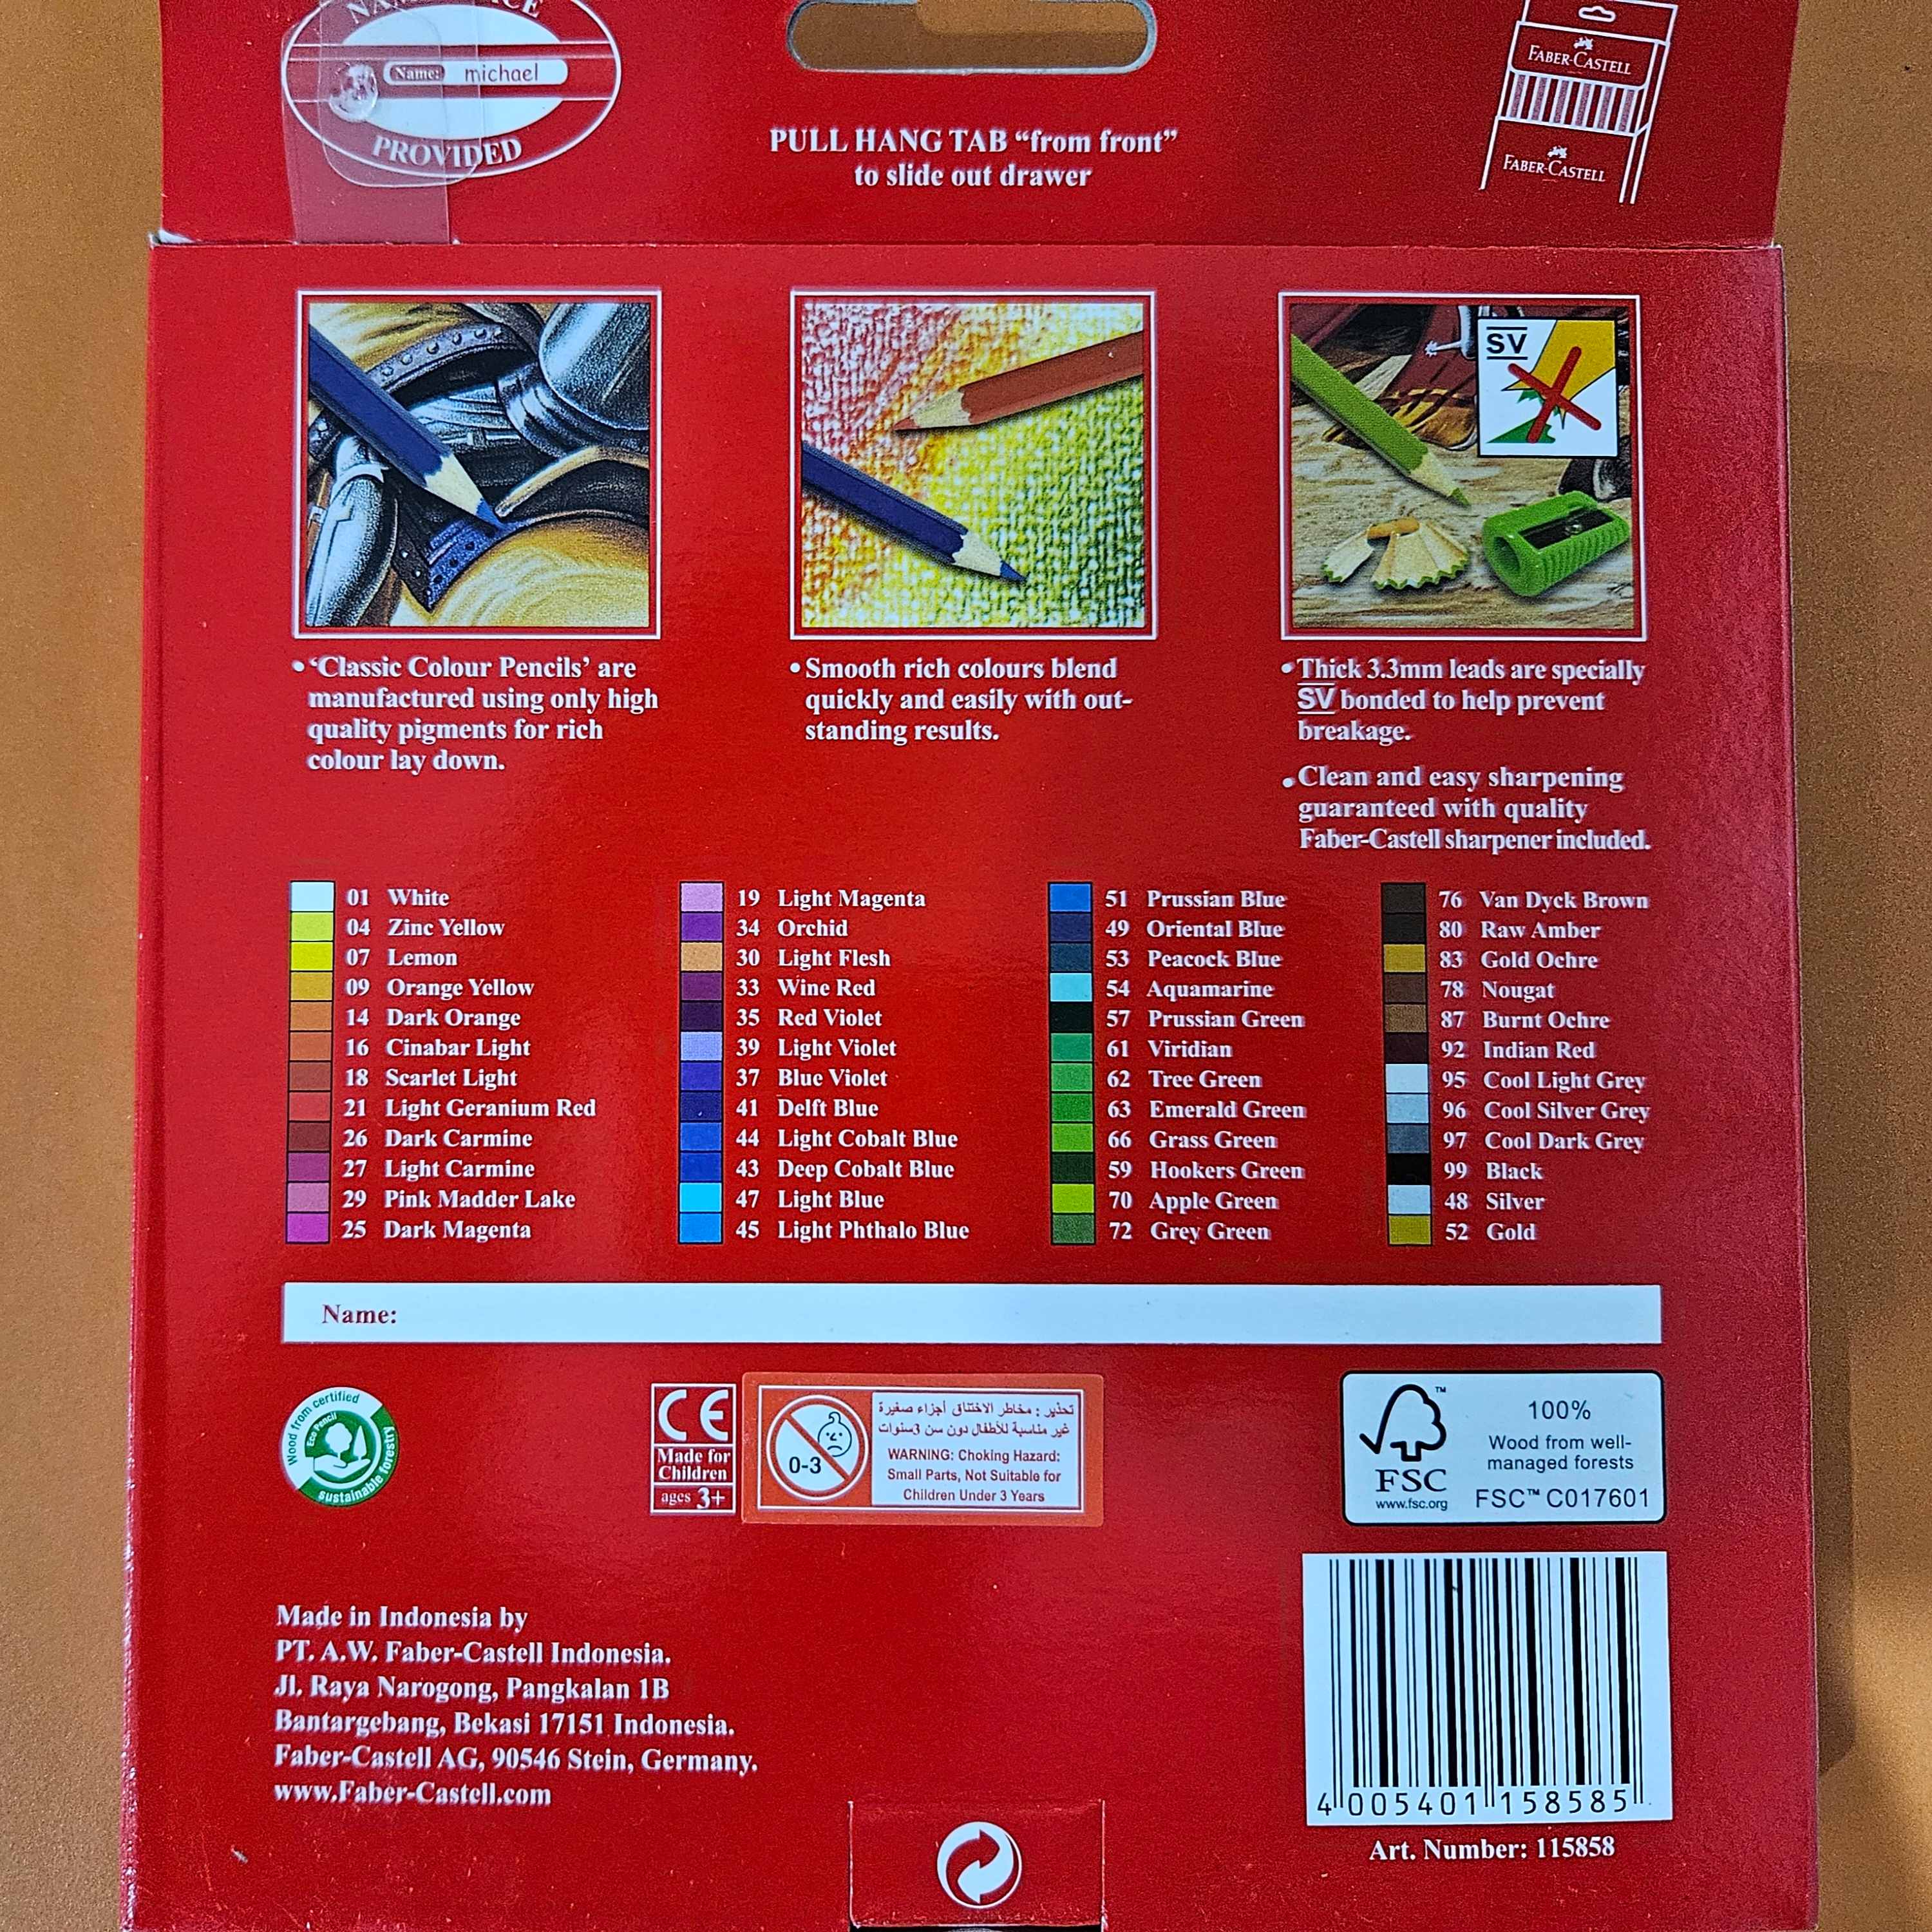 Name: michael
PROVIDED
PULL HANG TAB “from front”
to slide out drawer
FABER-CASTELL
FABER-CASTELL
SV
• ‘Classic Colour Pencils’ are
manufactured using only high
quality pigments for rich
colour lay down.
• Smooth rich colours blend
quickly and easily with out-
standing results.
• Thick 3.3mm leads are specially
SV bonded to help prevent
breakage.
• Clean and easy sharpening
guaranteed with quality
Faber-Castell sharpener included.
01 White
04 Zinc Yellow
07 Lemon
09 Orange Yellow
14 Dark Orange
16 Cinabar Light
18 Scarlet Light
21 Light Geranium Red
26 Dark Carmine
27 Light Carmine
29 Pink Madder Lake
25 Dark Magenta
19 Light Magenta
34 Orchid
30 Light Flesh
33 Wine Red
35 Red Violet
39 Light Violet
37 Blue Violet
41 Delft Blue
44 Light Cobalt Blue
43 Deep Cobalt Blue
47 Light Blue
45 Light Phthalo Blue
51 Prussian Blue
49 Oriental Blue
53 Peacock Blue
54 Aquamarine
57 Prussian Green
61 Viridian
62 Tree Green
63 Emerald Green
66 Grass Green
59 Hookers Green
70 Apple Green
72 Grey Green
76 Van Dyck Brown
80 Raw Amber
83 Gold Ochre
78 Nougat
87 Burnt Ochre
92 Indian Red
95 Cool Light Grey
96 Cool Silver Grey
97 Cool Dark Grey
99 Black
48 Silver
52 Gold
Name:
Wood from certified
Eco Pencil
sustainable forestry
CE
Made for
Children
ages 3+
0-3
تحذير : مخاطر الاختناق أجزاء صغيرة
غير مناسبة للأطفال دون سن 3سنوات
WARNING: Choking Hazard:
Small Parts, Not Suitable for
Children Under 3 Years
™
FSC
www.fsc.org
100%
Wood from well-
managed forests
FSC™ C017601
Made in Indonesia by
PT. A.W. Faber-Castell Indonesia.
Jl. Raya Narogong, Pangkalan 1B
Bantargebang, Bekasi 17151 Indonesia.
Faber-Castell AG, 90546 Stein, Germany.
www.Faber-Castell.com
4 005401 158585
Art. Number: 115858